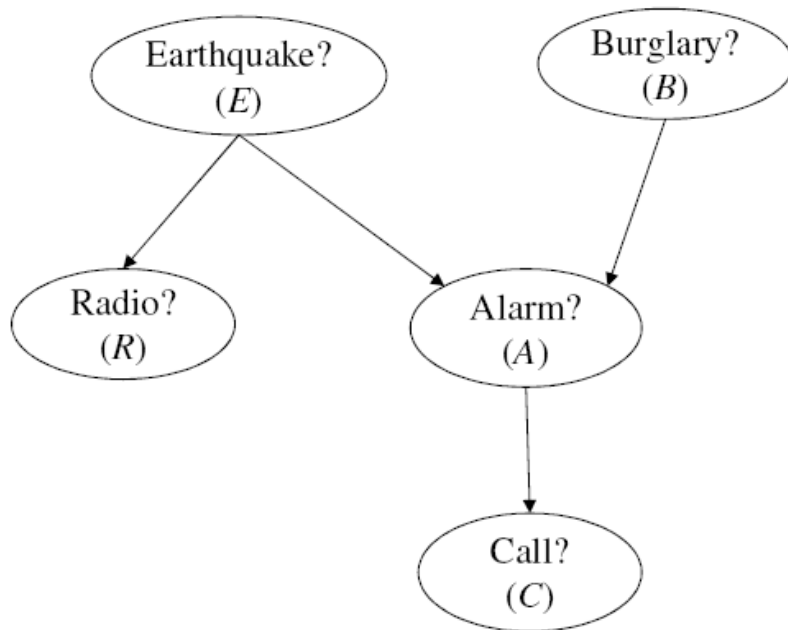 Earthquake?
(E)
Burglary?
(B)
Radio?
(R)
Alarm?
(A)
Call?
(C)